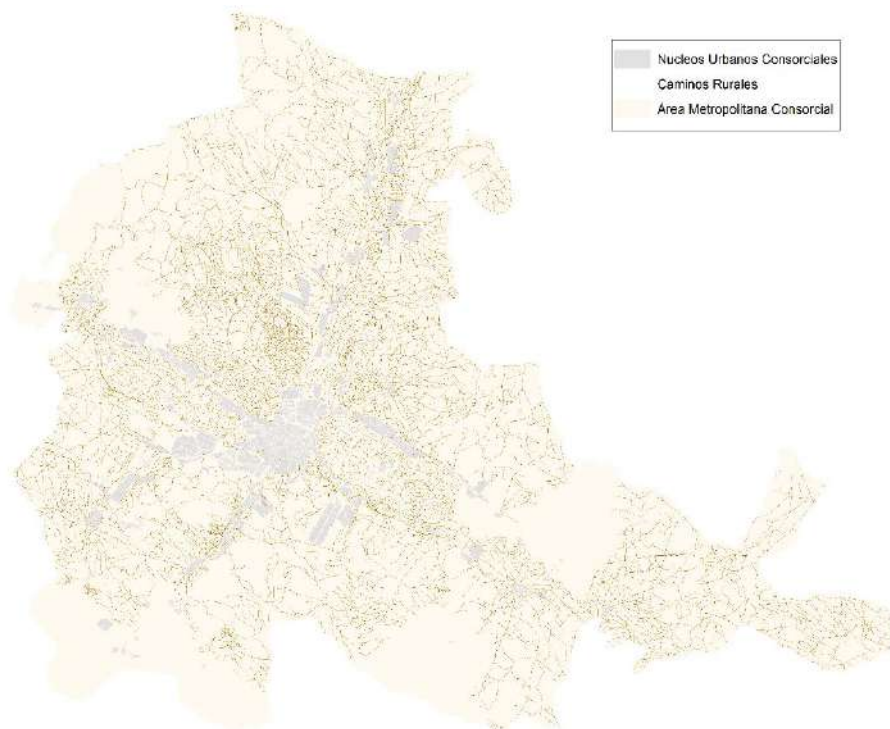 Nucleos Urbanos Consorciales
Caminos Rurales
Area Metropolitana Consorcial